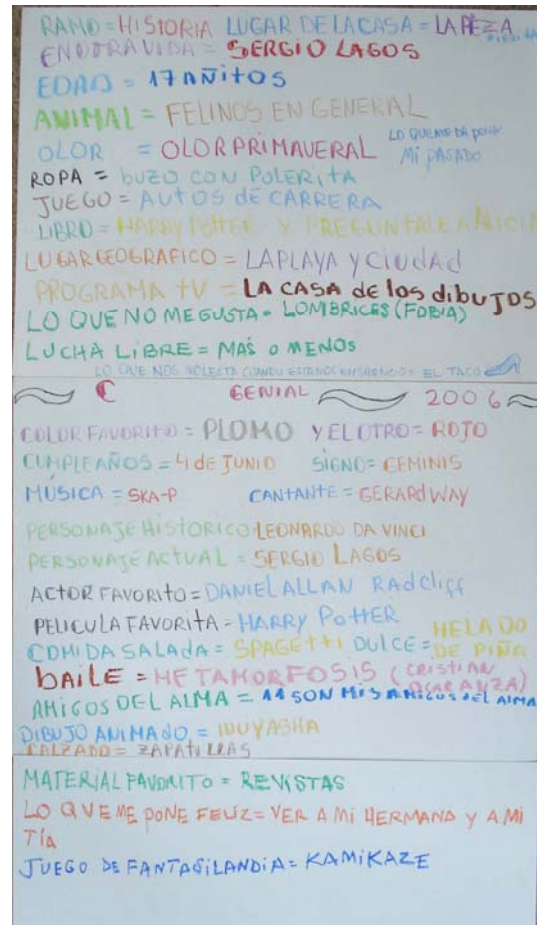 RAMO = HISTORIA LUGAR DE LA CASA = LA PIEZA
EN OTRA VIDA = SERGIO LAGOS
EDAD = 17 AÑITOS
ANIMAL = FELINOS EN GENERAL
OLOR = OLOR PRIMAVERAL LO QUE ME DA PENA
Mi PASADO
ROPA = buzo CON POLERITA
JUEGO = AUTOS de CARRERA
LIBRO = HARRY POTTER Y PREGUNTALE A ALICIA
LUGAR GEOGRAFICO = LA PLAYA Y CiUdAd
PROGRAMA tV = LA CASA de los dibuJOS
LO QUE NO ME GUSTA = LOMBRICES (FOBIA)
LUCHA LiBRE = MAS o MENOS
LO QUE NOS MOLESTA CUANDO ESTAMOS EN SILENCIO = EL TACO
C GENIAL 2006
COLOR FAVORITO = PLOMO Y EL OTRO = ROJO
CUMPLEAÑOS = 4 de JUNIO SIGNO = GEMINIS
MÚSICA = SKA-P CANTANTE = GERARD WAY
PERSONAJE HISTORICO LEONARDO DA VINCI
PERSONAJE ACTUAL = SERGIO LAGOS
ACTOR FAVORITO = DANIEL ALLAN RAdcliff
PELICULA FAVORITA = HARRY PoTTER
COMIDA SALADA = SPAGETTI DULCE = HELADO DE PIÑA
bAiLE = METAMORFOSIS (CRISTIAN OCARANZA)
AMIGOS DEL ALMA = 11 SON MIS AMIGOS DEL ALMA
DIBUJO ANIMADO = INUYASHA
CALZADO = ZAPATILLAS
MATERIAL FAVORITO = REVISTAS
LO QUE ME PONE FELIZ = VER A Mi HERMANA Y A MI
TÍA
JUEGO DE FANTASILANDIA = KAMIKAZE